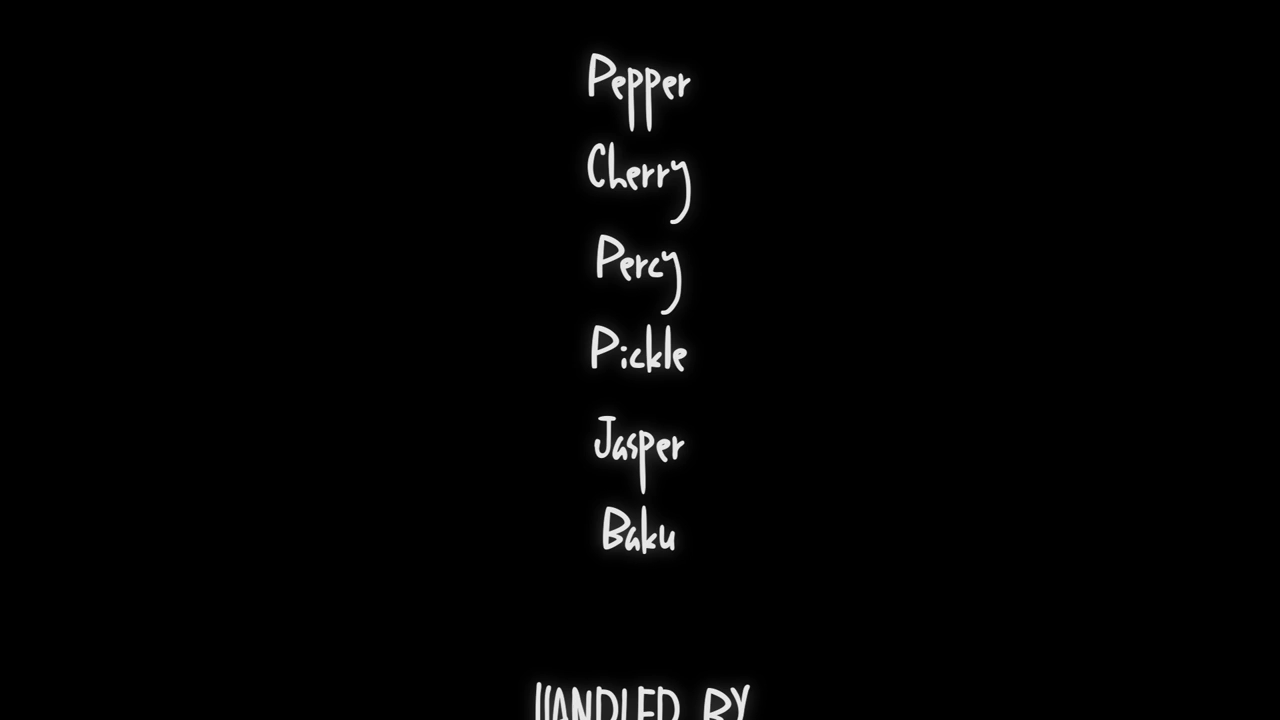 Pepper
Cherry
Percy
Pickle
Jasper
Baku
HANDLED BY